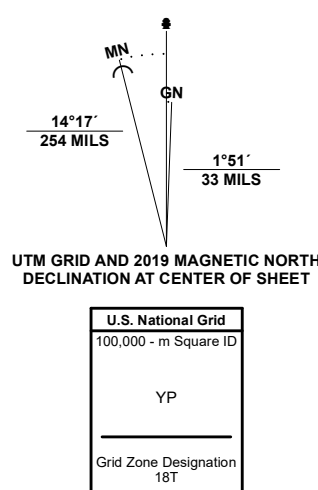 MN
GN
14°17´
254 MILS
1°51´
33 MILS
UTM GRID AND 2019 MAGNETIC NORTH
DECLINATION AT CENTER OF SHEET
U.S. National Grid
100,000 - m Square ID
YP
Grid Zone Designation
18T